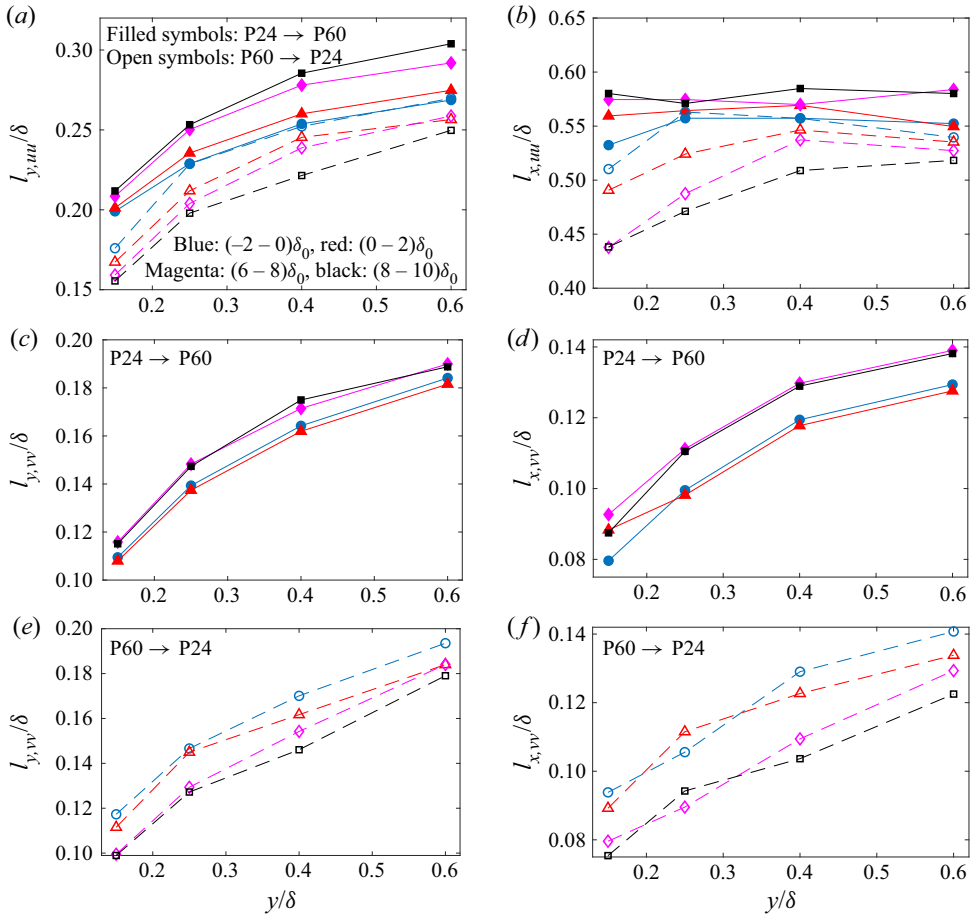 (a)
Filled symbols: P24 → P60
Open symbols: P60 → P24
0.30
0.25
0.20
0.15
l_{y,uu}/δ
Blue: (–2 – 0)δ_0, red: (0 – 2)δ_0
Magenta: (6 – 8)δ_0, black: (8 – 10)δ_0
0.2 0.3 0.4 0.5 0.6
(b)
0.65
0.60
0.55
0.50
0.45
0.40
l_{x,uu}/δ
0.2 0.3 0.4 0.5 0.6
(c)
P24 → P60
0.20
0.18
0.16
0.14
0.12
0.10
l_{y,vv}/δ
0.2 0.3 0.4 0.5 0.6
(d)
P24 → P60
0.14
0.12
0.10
0.08
l_{x,vv}/δ
0.2 0.3 0.4 0.5 0.6
(e)
P60 → P24
0.20
0.18
0.16
0.14
0.12
0.10
l_{y,vv}/δ
0.2 0.3 0.4 0.5 0.6
y/δ
(f)
P60 → P24
0.14
0.12
0.10
0.08
l_{x,vv}/δ
0.2 0.3 0.4 0.5 0.6
y/δ